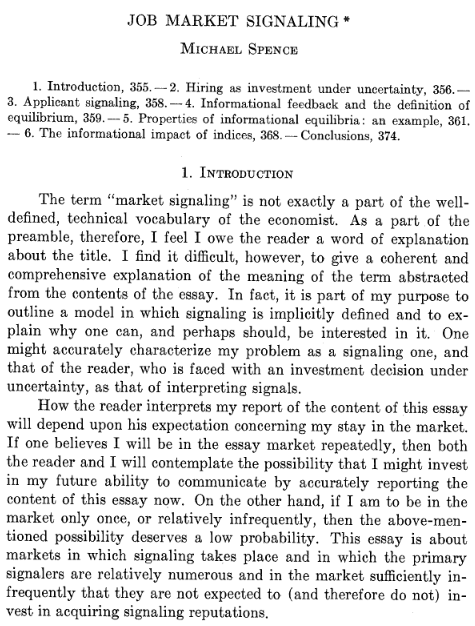 JOB MARKET SIGNALING *
MICHAEL SPENCE
1. Introduction, 355. — 2. Hiring as investment under uncertainty, 356. —
3. Applicant signaling, 358. — 4. Informational feedback and the definition of
equilibrium, 359. — 5. Properties of informational equilibria: an example, 361.
— 6. The informational impact of indices, 368. — Conclusions, 374.
1. INTRODUCTION
The term "market signaling" is not exactly a part of the well-
defined, technical vocabulary of the economist. As a part of the
preamble, therefore, I feel I owe the reader a word of explanation
about the title. I find it difficult, however, to give a coherent and
comprehensive explanation of the meaning of the term abstracted
from the contents of the essay. In fact, it is part of my purpose to
outline a model in which signaling is implicitly defined and to ex-
plain why one can, and perhaps should, be interested in it. One
might accurately characterize my problem as a signaling one, and
that of the reader, who is faced with an investment decision under
uncertainty, as that of interpreting signals.
How the reader interprets my report of the content of this essay
will depend upon his expectation concerning my stay in the market.
If one believes I will be in the essay market repeatedly, then both
the reader and I will contemplate the possibility that I might invest
in my future ability to communicate by accurately reporting the
content of this essay now. On the other hand, if I am to be in the
market only once, or relatively infrequently, then the above-men-
tioned possibility deserves a low probability. This essay is about
markets in which signaling takes place and in which the primary
signalers are relatively numerous and in the market sufficiently in-
frequently that they are not expected to (and therefore do not) in-
vest in acquiring signaling reputations.